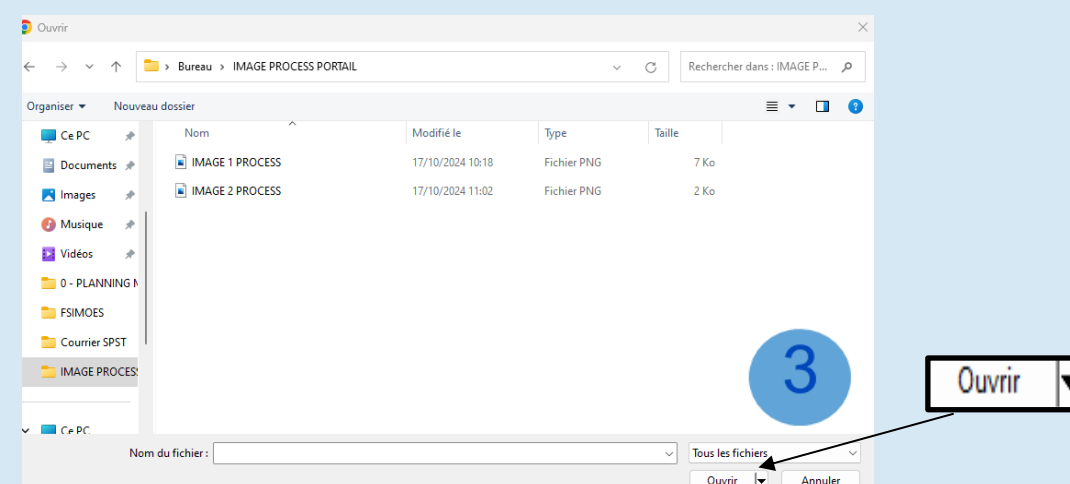 Ouvrir
Bureau > IMAGE PROCESS PORTAIL
Rechercher dans : IMAGE P...
Organiser
Nouveau dossier
Nom
Modifié le
Type
Taille
Ce PC
Documents
Images
Musique
Vidéos
0 - PLANNING
FSIMOES
Courrier SPST
IMAGE PROCESS
Ce PC
IMAGE 1 PROCESS 17/10/2024 10:18 Fichier PNG 7 Ko
IMAGE 2 PROCESS 17/10/2024 11:02 Fichier PNG 2 Ko
3
Ouvrir
Nom du fichier :
Tous les fichiers
Ouvrir
Annuler